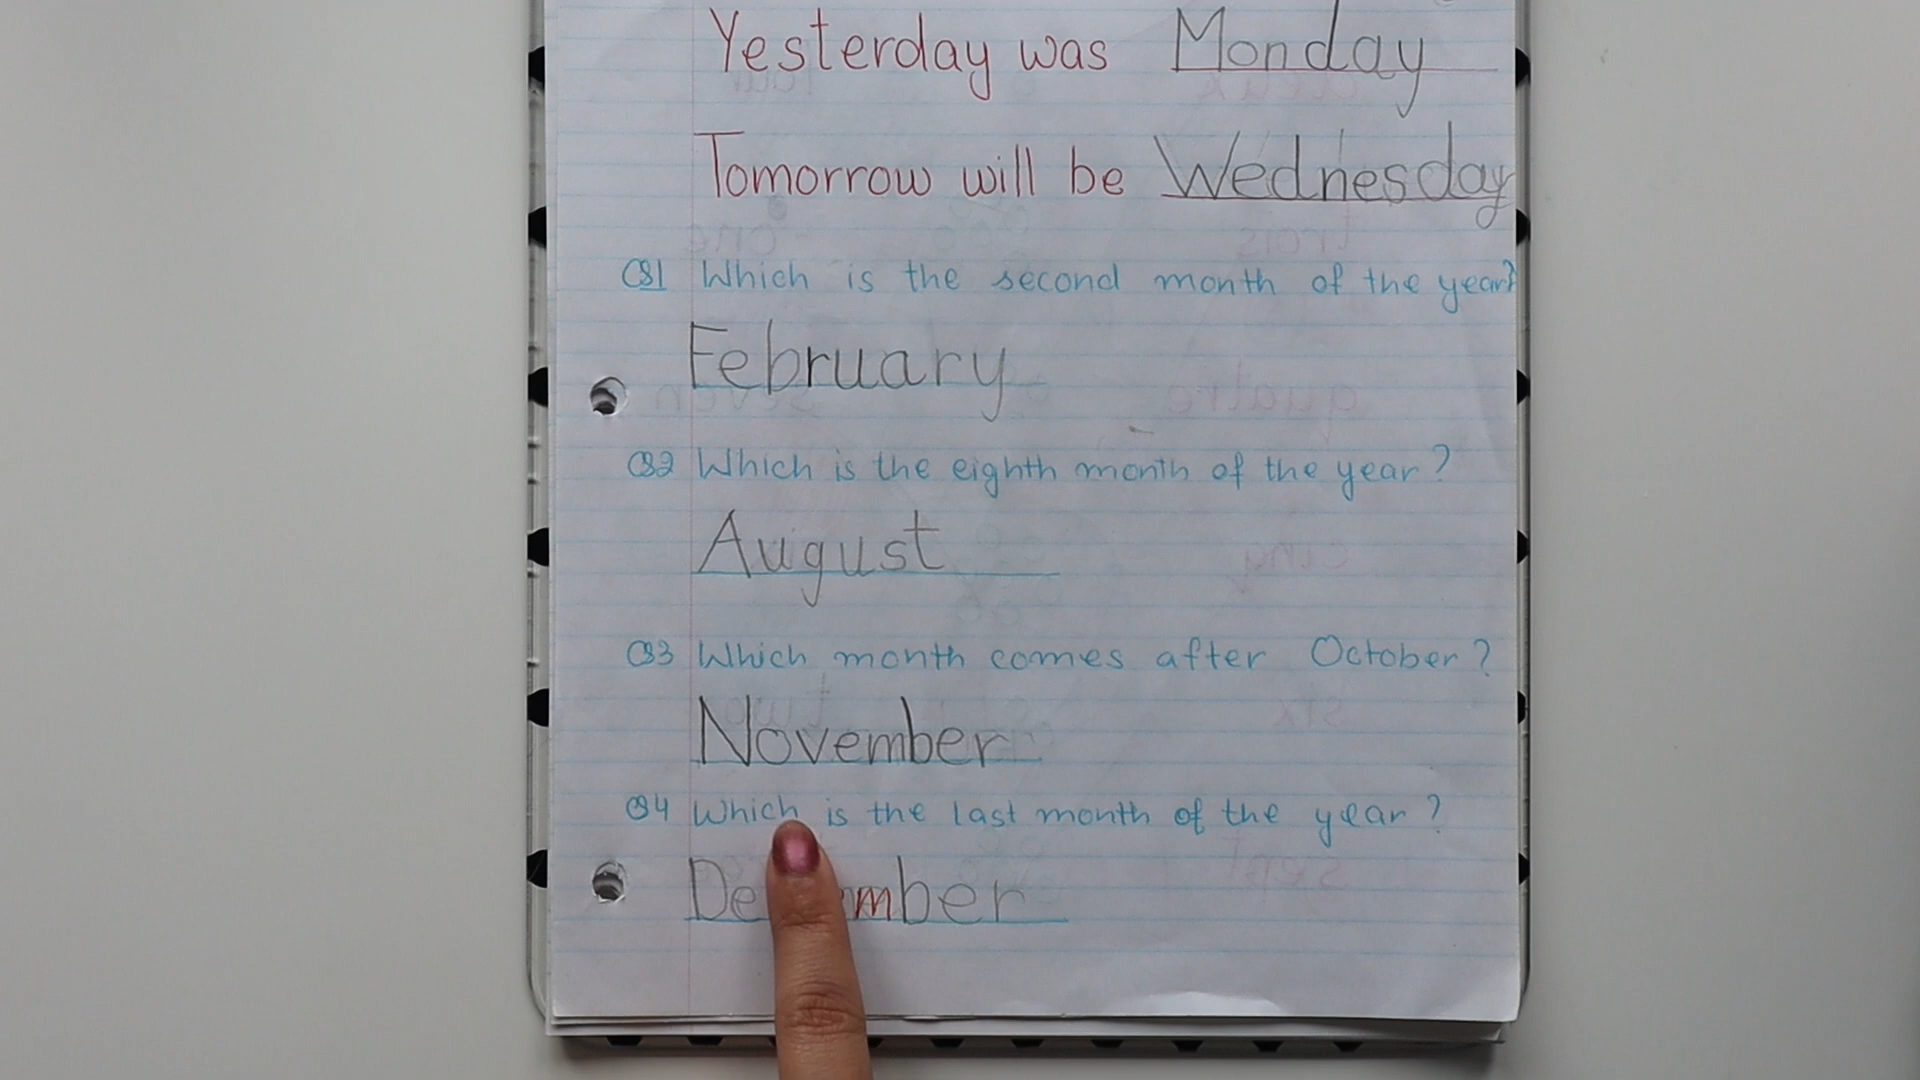 Yesterday was Monday
Tomorrow will be Wednesday
Q1 Which is the second month of the year?
February
Q2 Which is the eighth month of the year?
August
Q3 Which month comes after October?
November
Q4 Which is the last month of the year?